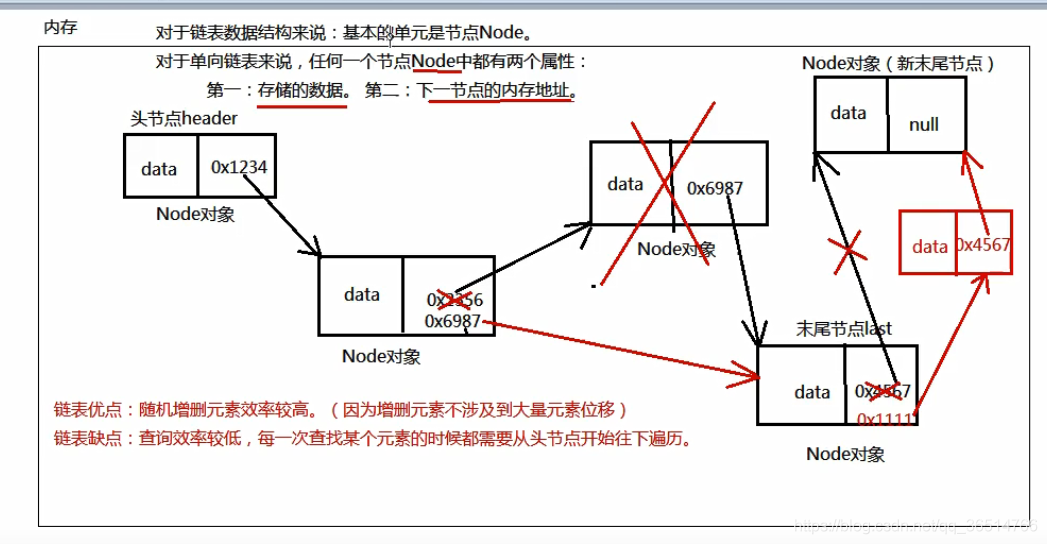 内存
对于链表数据结构来说：基本的单元是节点Node。
对于单向链表来说，任何一个节点Node中都有两个属性：
第一：存储的数据。 第二：下一节点的内存地址。
Node对象（新末尾节点）
data
null
头节点header
data
0x1234
Node对象
data
0x6987
Node对象
data
0x4567
data
0x2356
0x6987
Node对象
末尾节点last
data
0x4567
0x1111
Node对象
链表优点：随机增删元素效率较高。（因为增删元素不涉及到大量元素位移）
链表缺点：查询效率较低，每一次查找某个元素的时候都需要从头节点开始往下遍历。